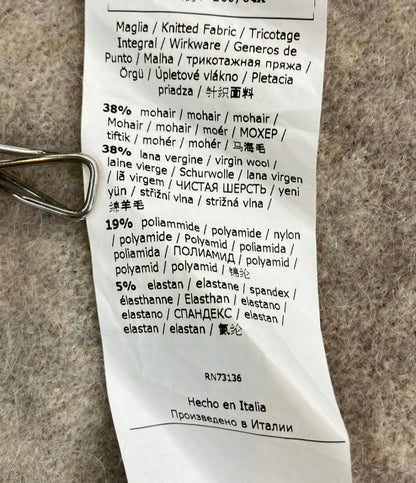 Maglia / Knitted Fabric / Tricotage
Integral / Wirkware / Generos de
Punto / Malha / трикотажная пряжа /
Örgü / Úpletové vlákno / Pletacia
priadza / 针织面料
38% mohair / mohair / mohair /
Mohair / mohair / moér / МОХЕР /
tiftik / mohér / mohér / 马海毛
38% lana vergine / virgin wool /
laine vierge / Schurwolle / lana virgen
/ lã virgem / ЧИСТАЯ ШЕРСТЬ / yeni
yün / střižní vlna / strižná vlna /
绵羊毛
19% poliammide / polyamide / nylon
/ polyamide / Polyamid / poliamida /
poliamida / ПОЛИАМИД / polyamid /
polyamid / polyamid / 锦纶
5% elastan / elastane / spandex /
élasthanne / Elasthan / elastano /
elastano / СПАНДЕКС / elastan /
elastan / elastan / 氨纶
RN73136
Hecho en Italia
Произведено в Италии